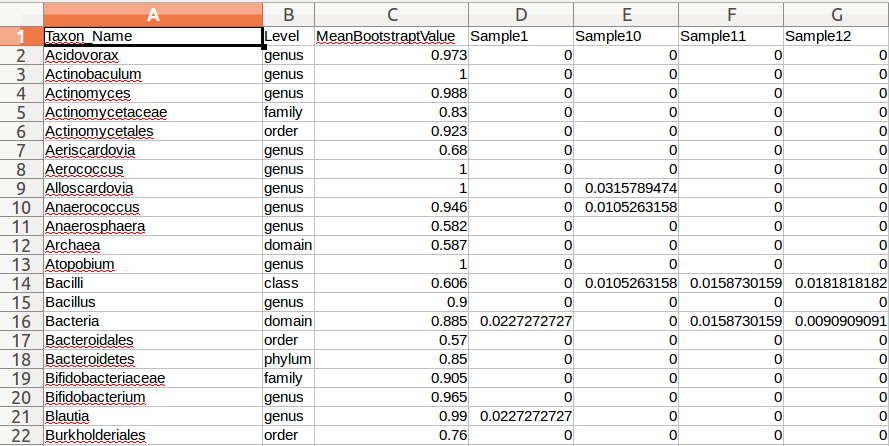 A B C D E F G
1 Taxon_Name Level MeanBootstraptValue Sample1 Sample10 Sample11 Sample12
2 Acidovorax genus 0.973 0 0 0 0
3 Actinobaculum genus 1 0 0 0 0
4 Actinomyces genus 0.988 0 0 0 0
5 Actinomycetaceae family 0.83 0 0 0 0
6 Actinomycetales order 0.923 0 0 0 0
7 Aeriscardovia genus 0.68 0 0 0 0
8 Aerococcus genus 1 0 0 0 0
9 Alloscardovia genus 1 0 0.0315789474 0 0
10 Anaerococcus genus 0.946 0 0.0105263158 0 0
11 Anaerosphaera genus 0.582 0 0 0 0
12 Archaea domain 0.587 0 0 0 0
13 Atopobium genus 1 0 0 0 0
14 Bacilli class 0.606 0 0.0105263158 0.0158730159 0.0181818182
15 Bacillus genus 0.9 0 0 0 0
16 Bacteria domain 0.885 0.0227272727 0 0.0158730159 0.0090909091
17 Bacteroidales order 0.57 0 0 0 0
18 Bacteroidetes phylum 0.85 0 0 0 0
19 Bifidobacteriaceae family 0.905 0 0 0 0
20 Bifidobacterium genus 0.965 0 0 0 0
21 Blautia genus 0.99 0.0227272727 0 0 0
22 Burkholderiales order 0.76 0 0 0 0